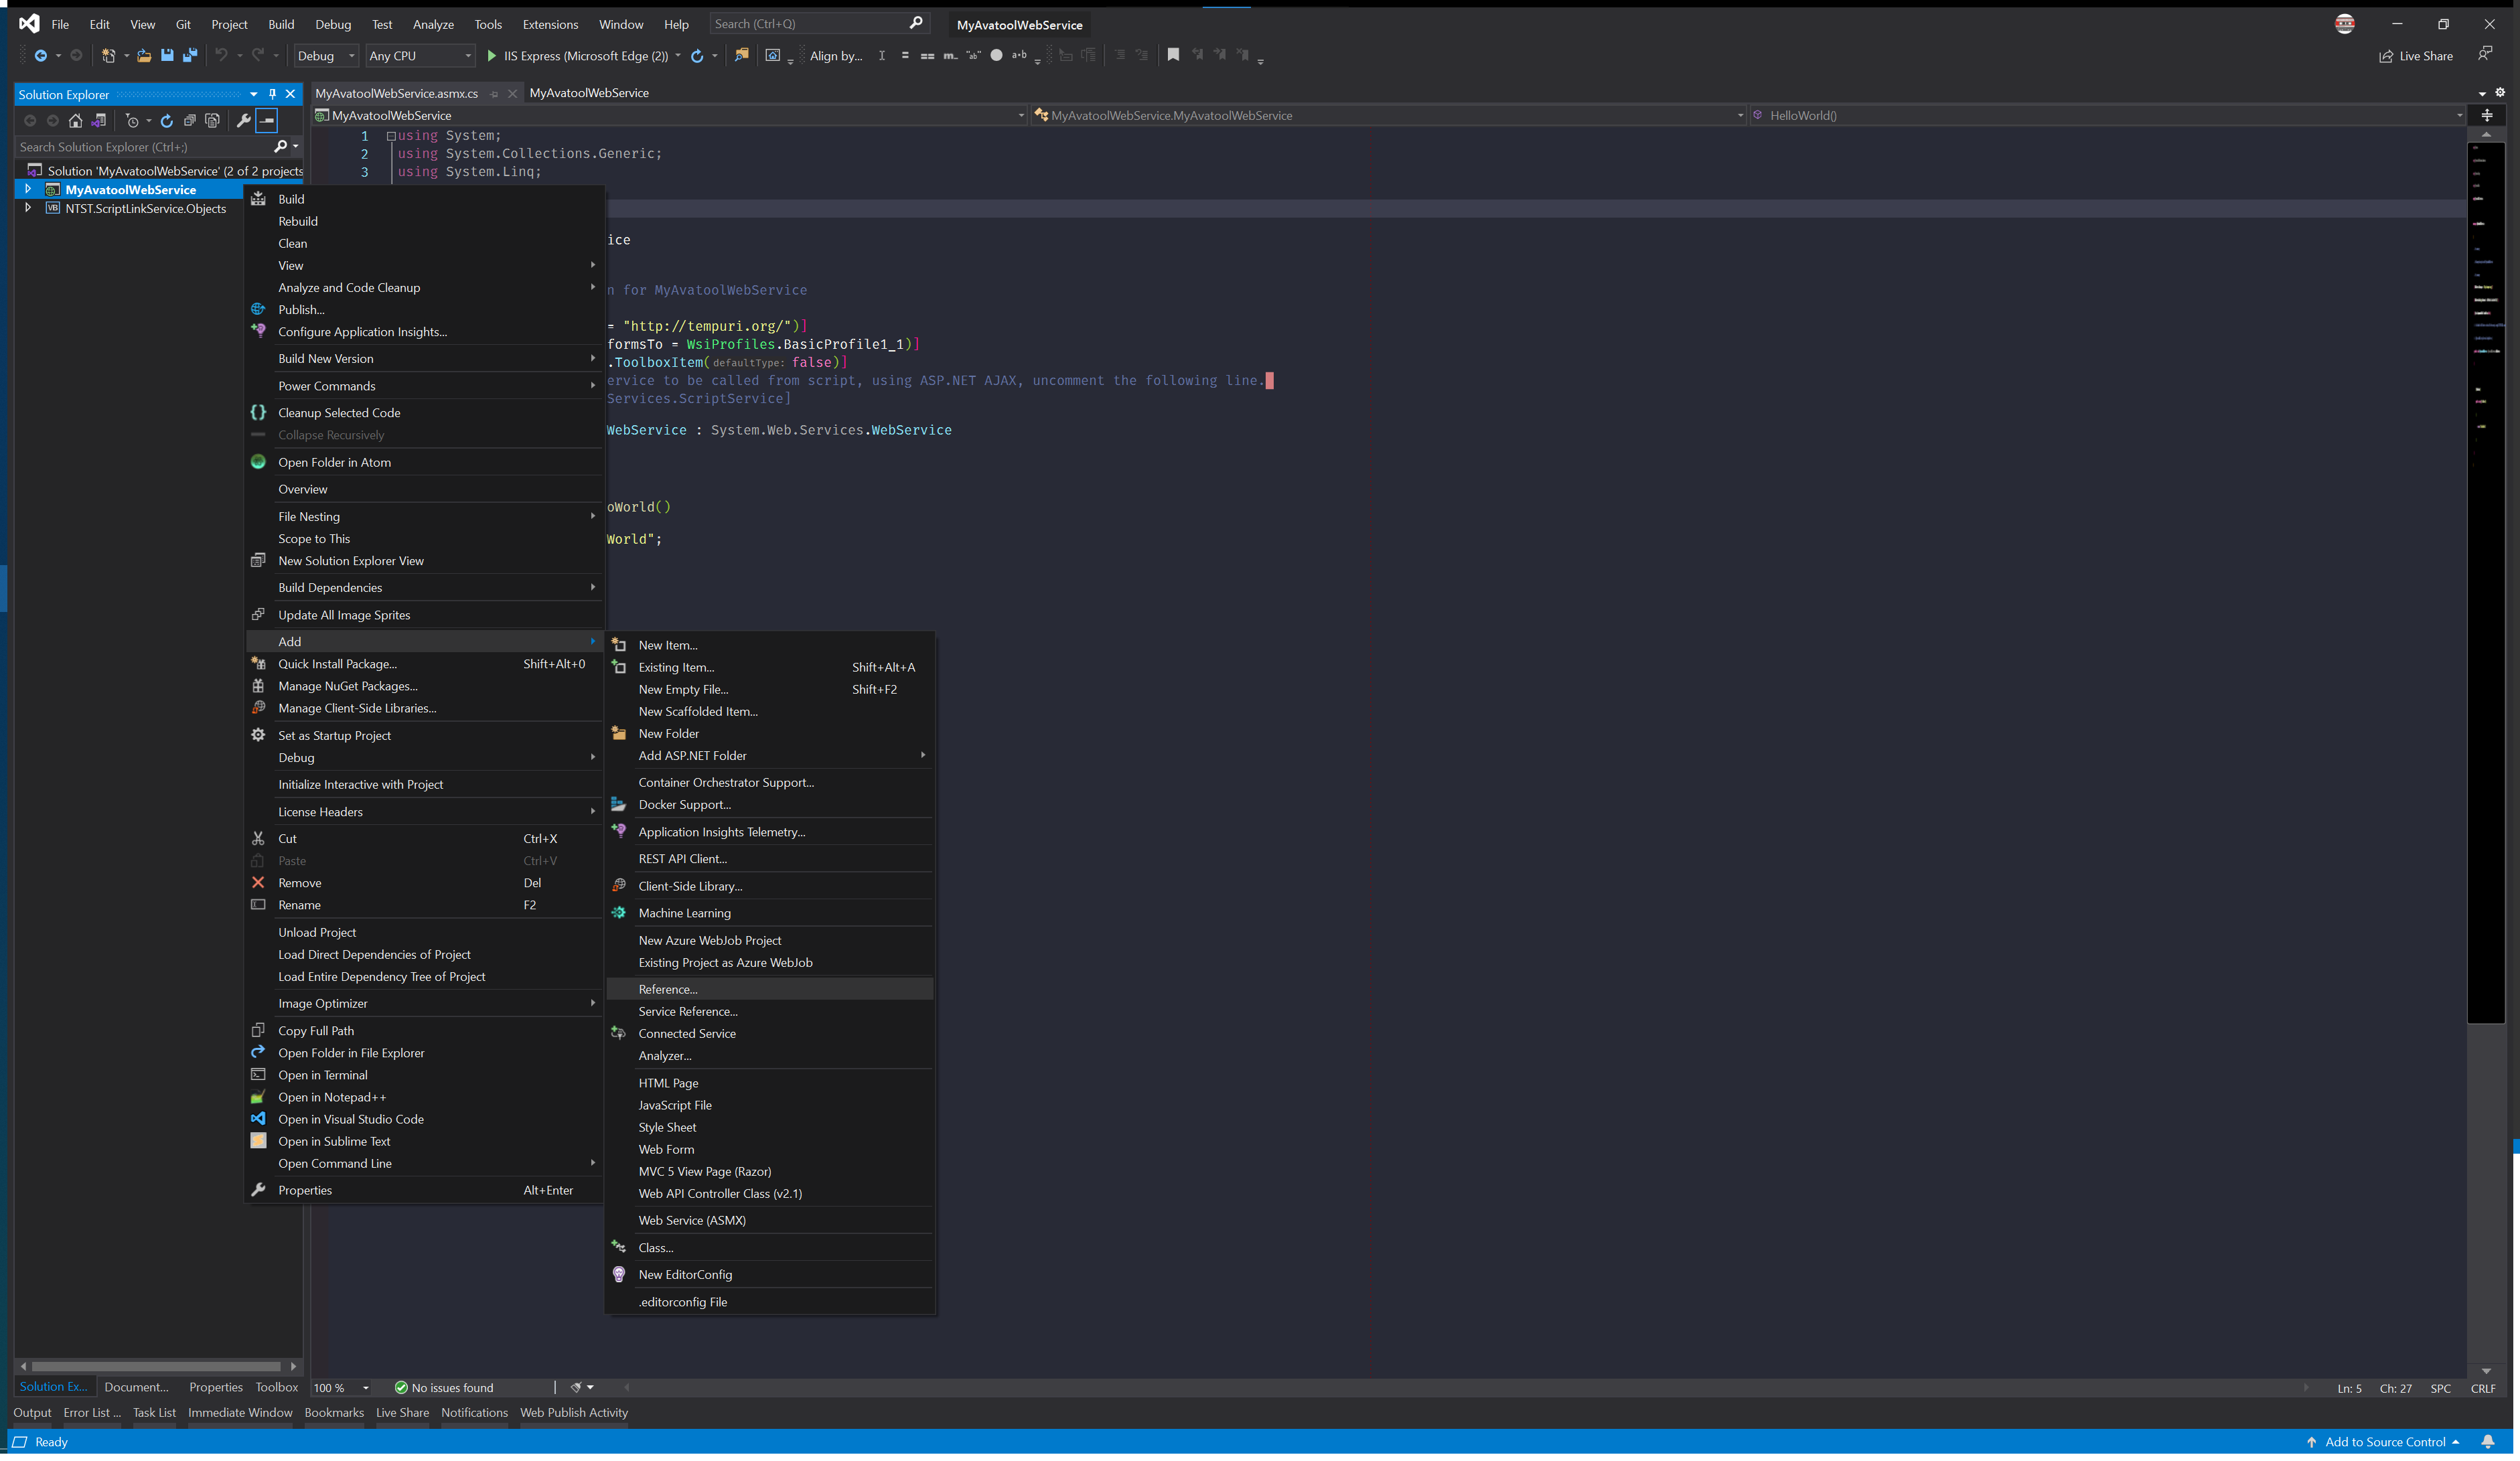 File Edit View Git Project Build Debug Test Analyze Tools Extensions Window Help Search (Ctrl+Q) MyAvatoolWebService
Debug Any CPU IIS Express (Microsoft Edge (2)) Align by... Live Share
Solution Explorer
Search Solution Explorer (Ctrl+;)
Solution 'MyAvatoolWebService' (2 of 2 projects
MyAvatoolWebService
VB NTST.ScriptLinkService.Objects
MyAvatoolWebService.asmx.cs MyAvatoolWebService
MyAvatoolWebService MyAvatoolWebService.MyAvatoolWebService HelloWorld()
1 using System;
2 using System.Collections.Generic;
3 using System.Linq;
ice
n for MyAvatoolWebService
= "http://tempuri.org/")]
formsTo = WsiProfiles.BasicProfile1_1)]
.ToolboxItem(defaultType: false)]
ervice to be called from script, using ASP.NET AJAX, uncomment the following line.
Services.ScriptService]
WebService : System.Web.Services.WebService
oWorld()
World";
Build
Rebuild
Clean
View
Analyze and Code Cleanup
Publish...
Configure Application Insights...
Build New Version
Power Commands
Cleanup Selected Code
Collapse Recursively
Open Folder in Atom
Overview
File Nesting
Scope to This
New Solution Explorer View
Build Dependencies
Update All Image Sprites
Add
Quick Install Package... Shift+Alt+0
Manage NuGet Packages...
Manage Client-Side Libraries...
Set as Startup Project
Debug
Initialize Interactive with Project
License Headers
Cut Ctrl+X
Paste Ctrl+V
Remove Del
Rename F2
Unload Project
Load Direct Dependencies of Project
Load Entire Dependency Tree of Project
Image Optimizer
Copy Full Path
Open Folder in File Explorer
Open in Terminal
Open in Notepad++
Open in Visual Studio Code
Open in Sublime Text
Open Command Line
Properties Alt+Enter
New Item...
Existing Item... Shift+Alt+A
New Empty File... Shift+F2
New Scaffolded Item...
New Folder
Add ASP.NET Folder
Container Orchestrator Support...
Docker Support...
Application Insights Telemetry...
REST API Client...
Client-Side Library...
Machine Learning
New Azure WebJob Project
Existing Project as Azure WebJob
Reference...
Service Reference...
Connected Service
Analyzer...
HTML Page
JavaScript File
Style Sheet
Web Form
MVC 5 View Page (Razor)
Web API Controller Class (v2.1)
Web Service (ASMX)
Class...
New EditorConfig
.editorconfig File
Solution Ex... Document... Properties Toolbox 100 % No issues found Ln: 5 Ch: 27 SPC CRLF
Output Error List ... Task List Immediate Window Bookmarks Live Share Notifications Web Publish Activity
Ready Add to Source Control